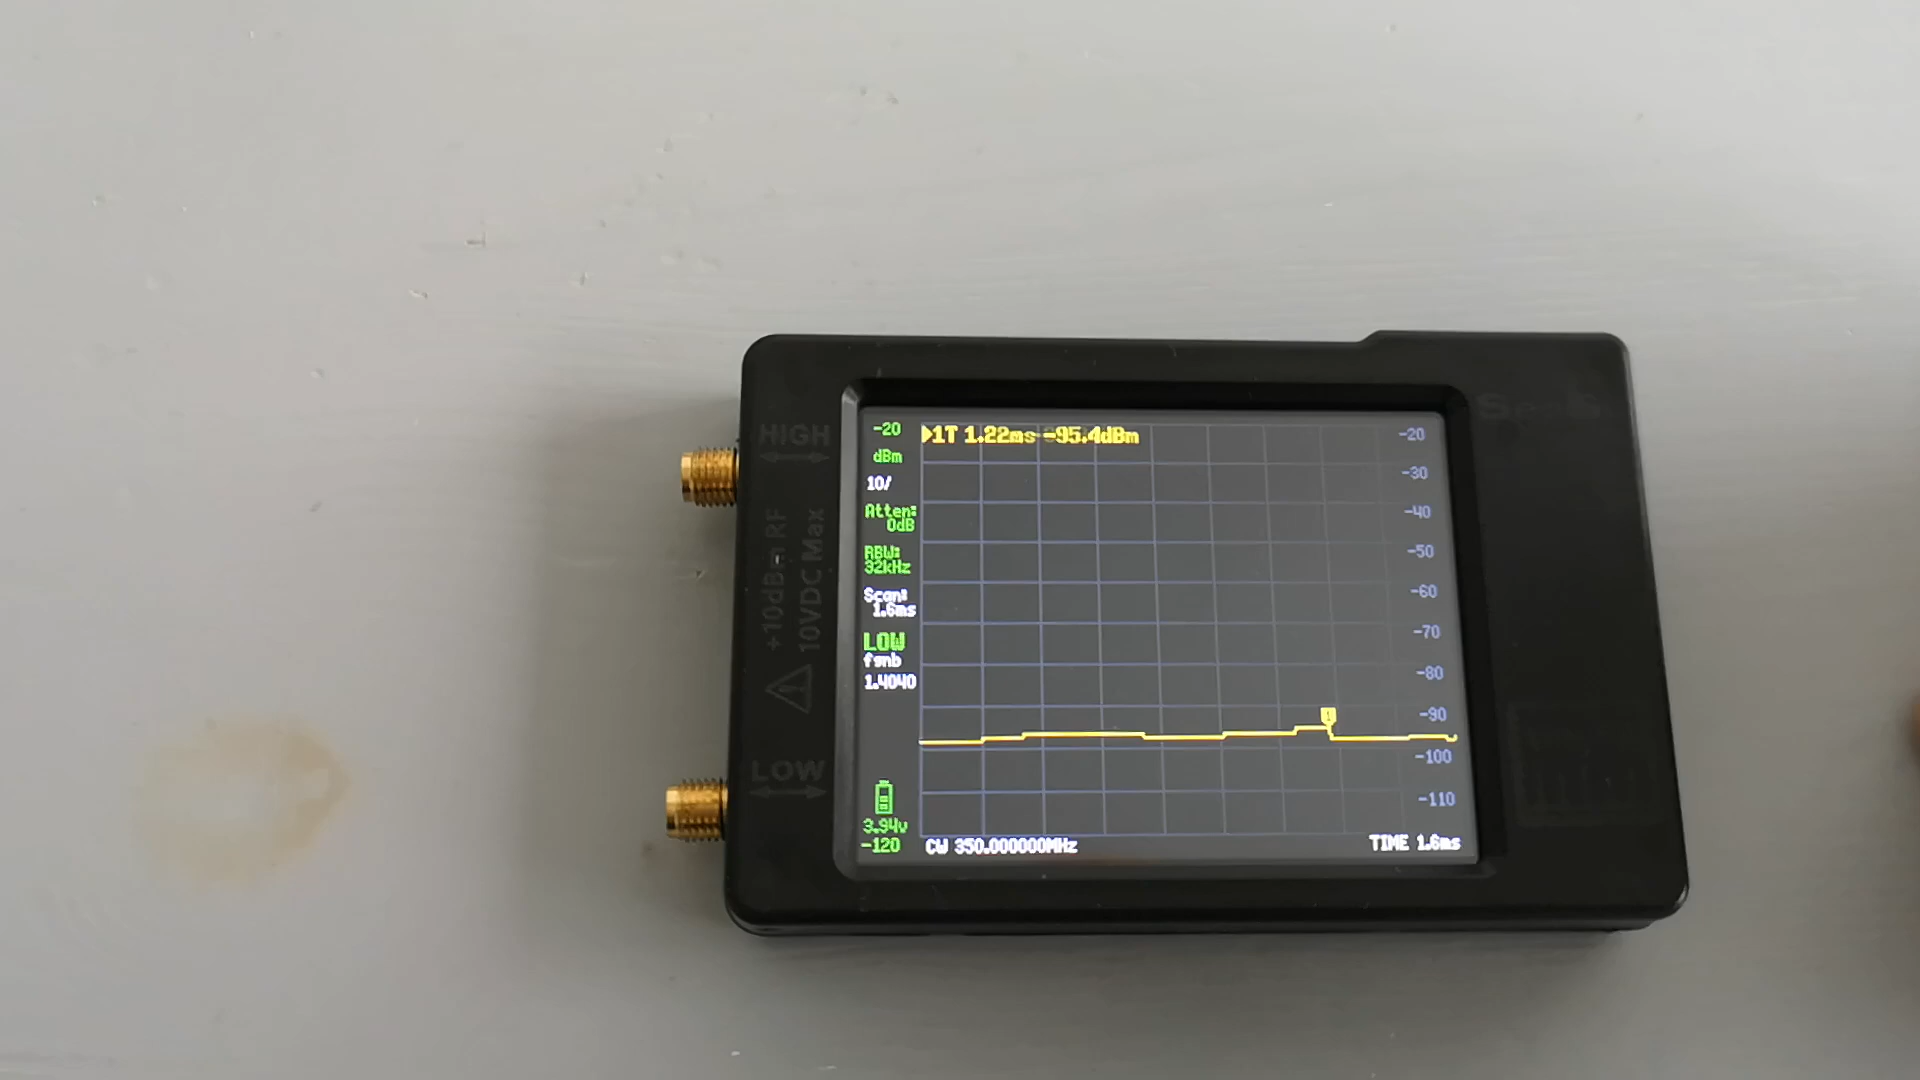 HIGH
+10dBm RF
10VDC Max
LOW
-20
dBm
10/
Atten:
0dB
RBW:
32kHz
Scan:
1.6ms
LOW
fsnb
1.4040
3.94v
-120
1T 1.22ms -95.4dBm
-20
-30
-40
-50
-60
-70
-80
-90
-100
-110
1
CW 350.000000MHz
TIME 1.6ms